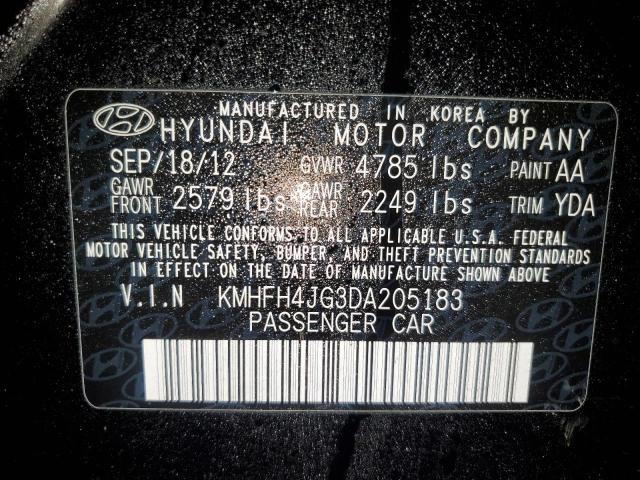 MANUFACTURED IN KOREA BY
HYUNDAI MOTOR COMPANY
SEP/18/12 GVWR 4785 lbs PAINT AA
GAWR FRONT 2579 lbs GAWR REAR 2249 lbs TRIM YDA
THIS VEHICLE CONFORMS TO ALL APPLICABLE U.S.A. FEDERAL
MOTOR VEHICLE SAFETY, BUMPER, AND THEFT PREVENTION STANDARDS
IN EFFECT ON THE DATE OF MANUFACTURE SHOWN ABOVE
V.I.N KMHFH4JG3DA205183
PASSENGER CAR